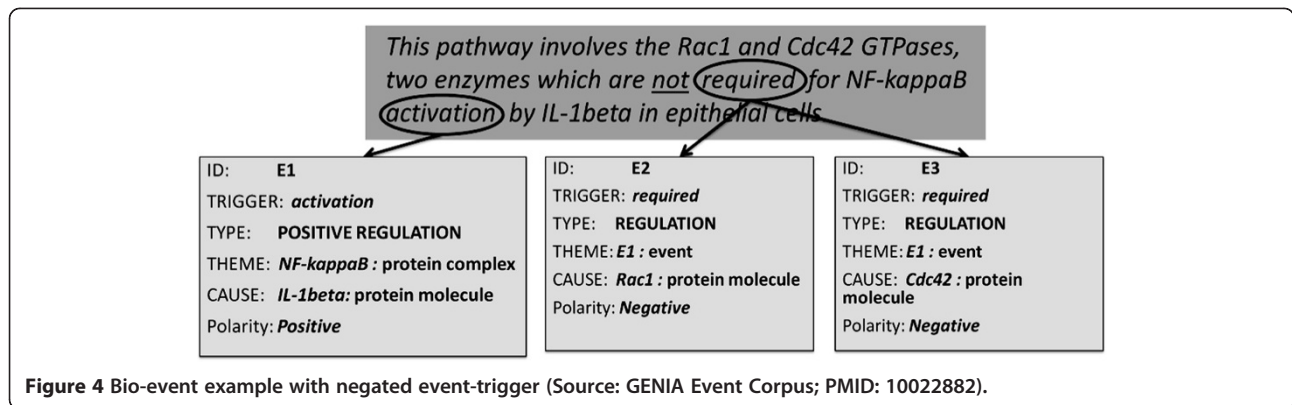 This pathway involves the Rac1 and Cdc42 GTPases,
two enzymes which are not required for NF-kappaB
activation by IL-1beta in epithelial cells
ID: E1
TRIGGER: activation
TYPE: POSITIVE REGULATION
THEME: NF-kappaB : protein complex
CAUSE: IL-1beta: protein molecule
Polarity: Positive
ID: E2
TRIGGER: required
TYPE: REGULATION
THEME: E1 : event
CAUSE: Rac1 : protein molecule
Polarity: Negative
ID: E3
TRIGGER: required
TYPE: REGULATION
THEME: E1 : event
CAUSE: Cdc42 : protein
molecule
Polarity: Negative
Figure 4 Bio-event example with negated event-trigger (Source: GENIA Event Corpus; PMID: 10022882).